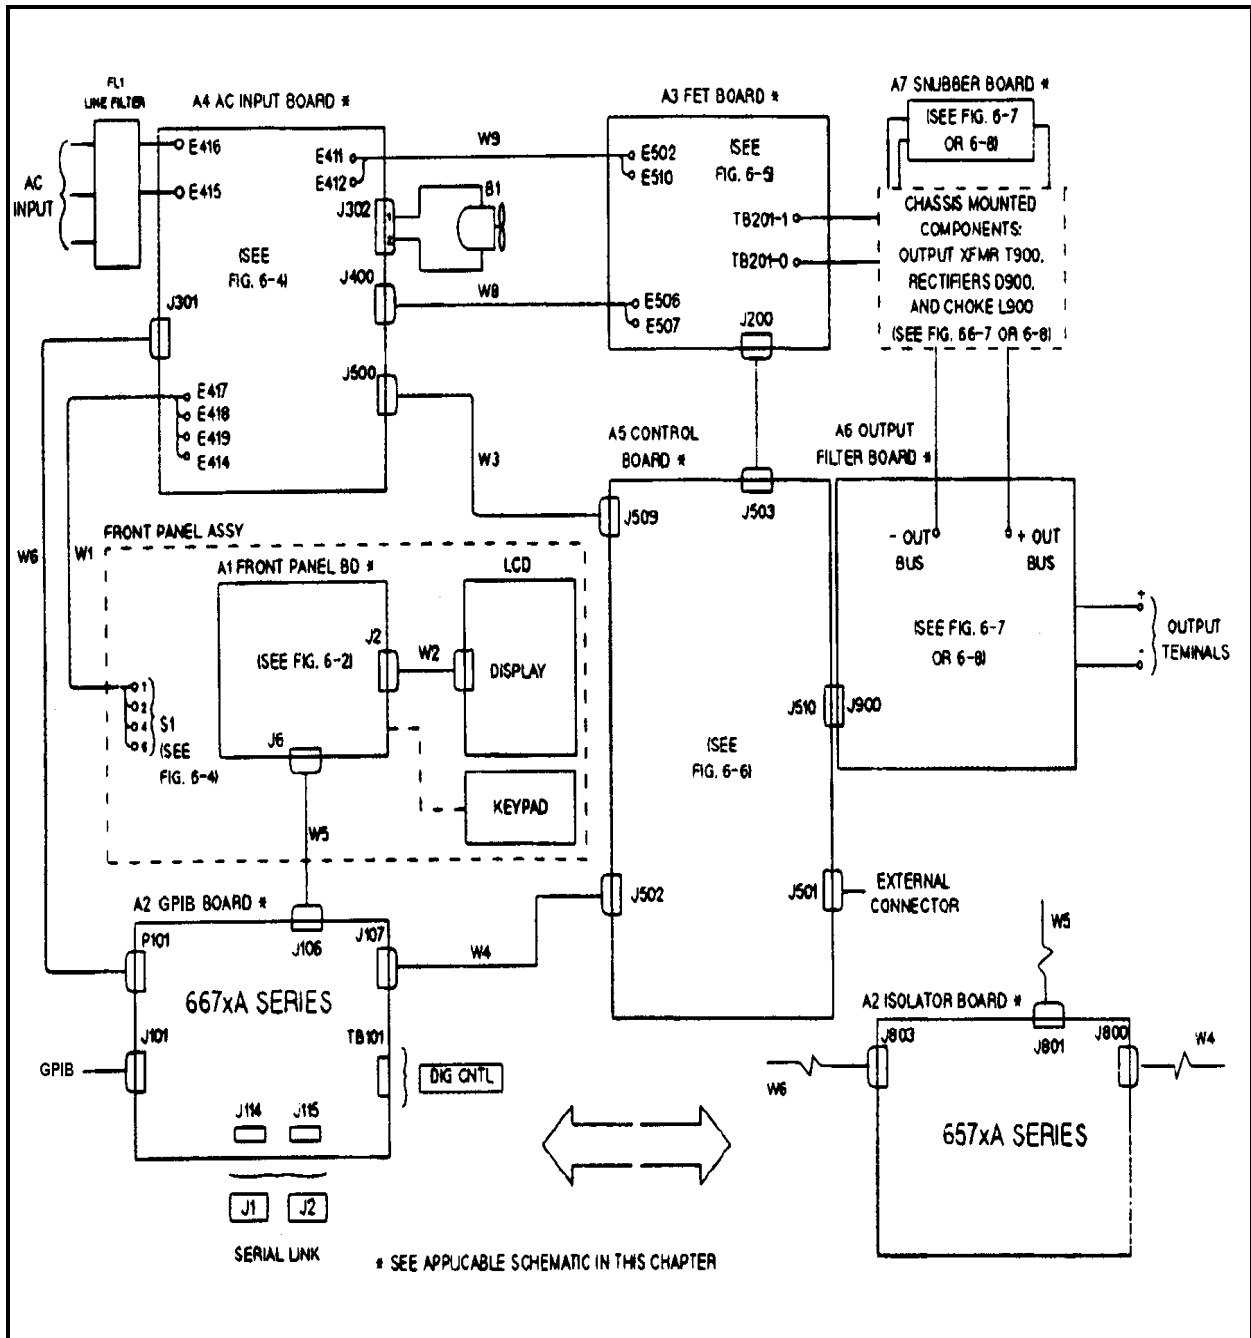 FL1
LINE FILTER
A4 AC INPUT BOARD *
A3 FET BOARD *
A7 SNUBBER BOARD *
(SEE FIG. 6-7
OR 6-8)
AC
INPUT
E416
E415
E411
E412
W9
E502
E510
(SEE
FIG. 6-5)
J302
1
2
B1
TB201-1
TB201-0
CHASSIS MOUNTED
COMPONENTS:
OUTPUT XFMR T900,
RECTIFIERS D900,
AND CHOKE L900
(SEE FIG. 66-7 OR 6-8)
(SEE
FIG. 6-4)
J400
W8
E506
E507
J301
J200
J500
E417
E418
E419
E414
W3
A5 CONTROL
BOARD *
A6 OUTPUT
FILTER BOARD *
J509
J503
W6
W1
FRONT PANEL ASSY
A1 FRONT PANEL BD *
LCD
- OUT
BUS
+ OUT
BUS
J2
W2
(SEE FIG. 6-2)
DISPLAY
(SEE FIG. 6-7
OR 6-8)
+
-
OUTPUT
TEMINALS
1
2
4
5
S1
(SEE
FIG. 6-4)
J6
J510
J900
(SEE
FIG. 6-6)
KEYPAD
W5
J502
J501
EXTERNAL
CONNECTOR
A2 GPIB BOARD *
P101
J106
J107
W4
W5
667xA SERIES
A2 ISOLATOR BOARD *
J101
TB101
GPIB
DIG CNTL
J803
J801
J800
W6
W4
J114
J115
657xA SERIES
J1
J2
SERIAL LINK
* SEE APPLICABLE SCHEMATIC IN THIS CHAPTER